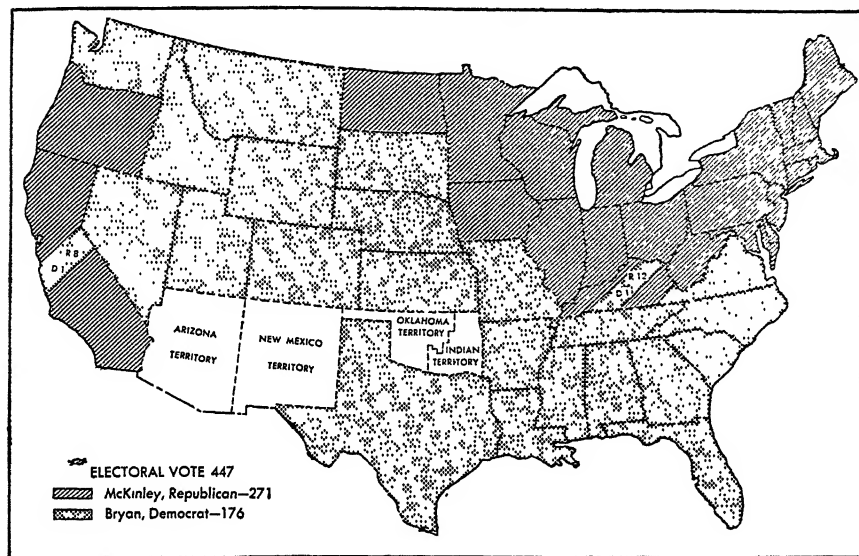 R 8
D 1
R 12
D 1
ARIZONA
TERRITORY
NEW MEXICO
TERRITORY
OKLAHOMA
TERRITORY
INDIAN
TERRITORY
ELECTORAL VOTE 447
McKinley, Republican—271
Bryan, Democrat—176